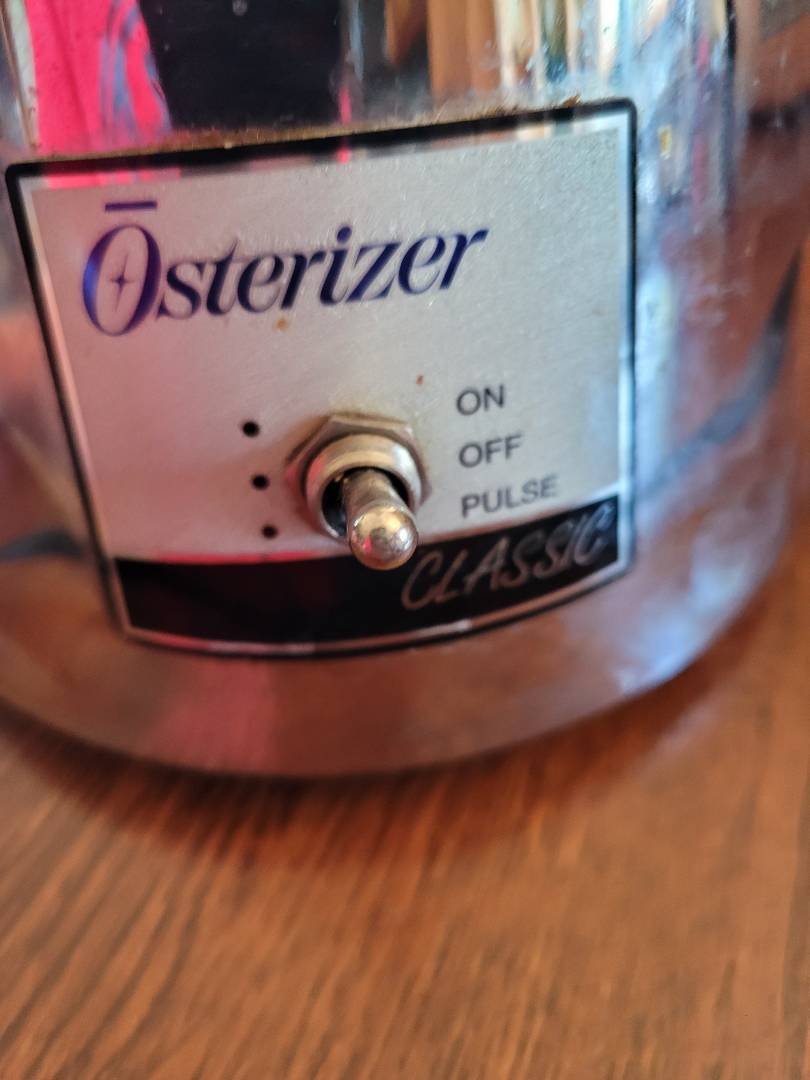 Ōsterizer
ON
OFF
PULSE
CLASSIC